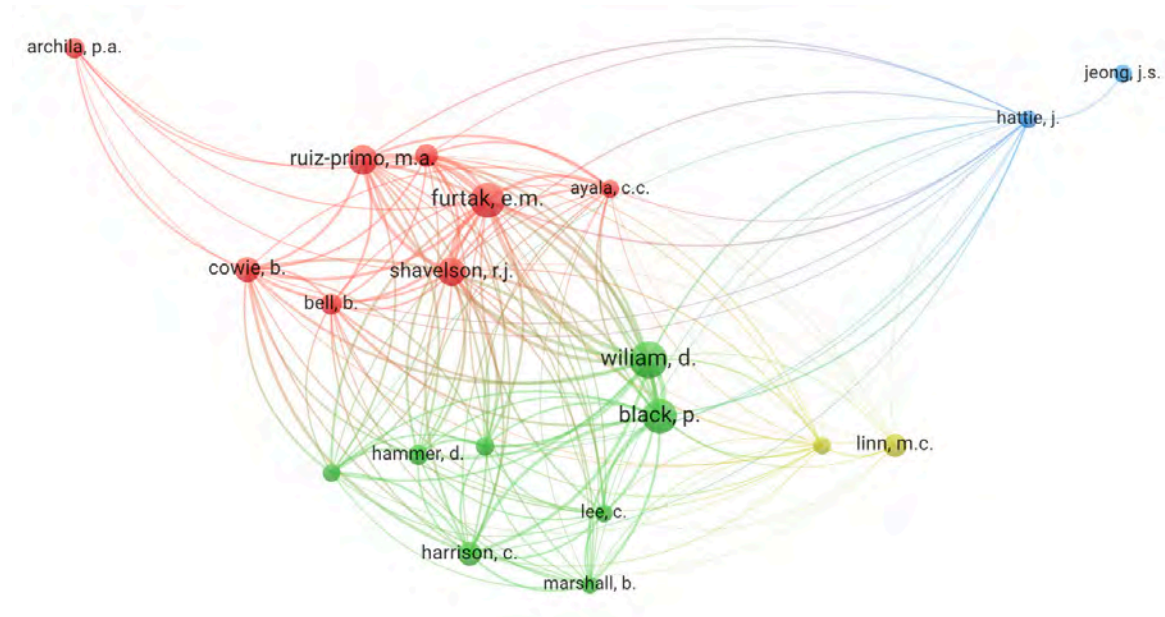 archila, p.a.
jeong, j.s.
hattie, j.
ruiz-primo, m.a.
ayala, c.c.
furtak, e.m.
cowie, b.
shavelson, r.j.
bell, b.
wiliam, d.
black, p.
hammer, d.
linn, m.c.
lee, c.
harrison, c.
marshall, b.